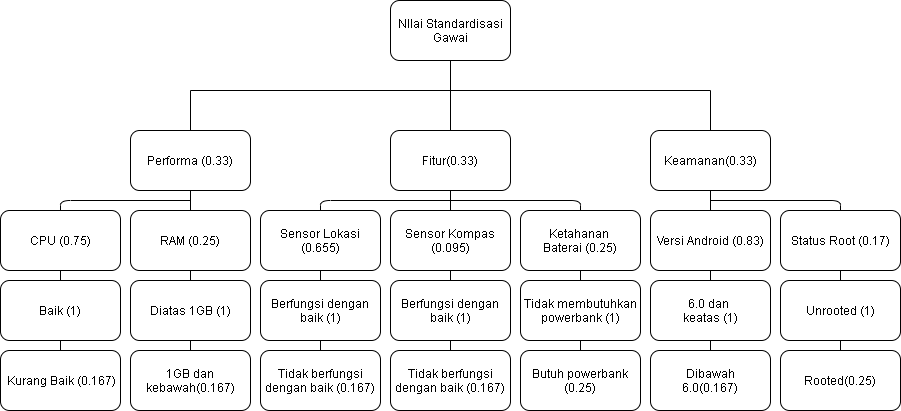 NIlai Standardisasi
Gawai
Performa (0.33)
Fitur(0.33)
Keamanan(0.33)
CPU (0.75)
RAM (0.25)
Sensor Lokasi
(0.655)
Sensor Kompas
(0.095)
Ketahanan
Baterai (0.25)
Versi Android (0.83)
Status Root (0.17)
Baik (1)
Diatas 1GB (1)
Berfungsi dengan
baik (1)
Berfungsi dengan
baik (1)
Tidak membutuhkan
powerbank (1)
6.0 dan
keatas (1)
Unrooted (1)
Kurang Baik (0.167)
1GB dan
kebawah(0.167)
Tidak berfungsi
dengan baik (0.167)
Tidak berfungsi
dengan baik (0.167)
Butuh powerbank
(0.25)
Dibawah
6.0(0.167)
Rooted(0.25)